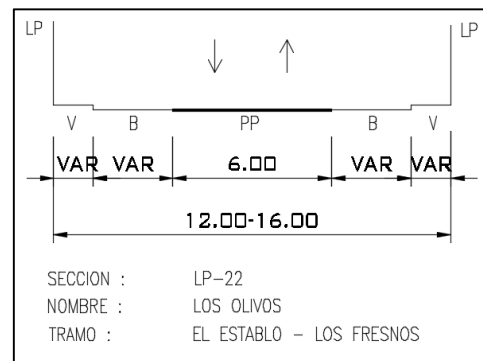 LP LP
V B PP B V
VAR VAR 6.00 VAR VAR
12.00-16.00
SECCION : LP-22
NOMBRE : LOS OLIVOS
TRAMO : EL ESTABLO - LOS FRESNOS